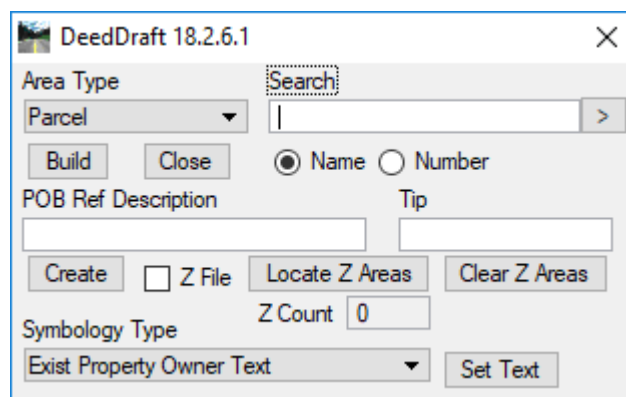 DeedDraft 18.2.6.1
Area Type Search
Parcel >
Build Close Name Number
POB Ref Description Tip
Create Z File Locate Z Areas Clear Z Areas
Z Count 0
Symbology Type
Exist Property Owner Text Set Text